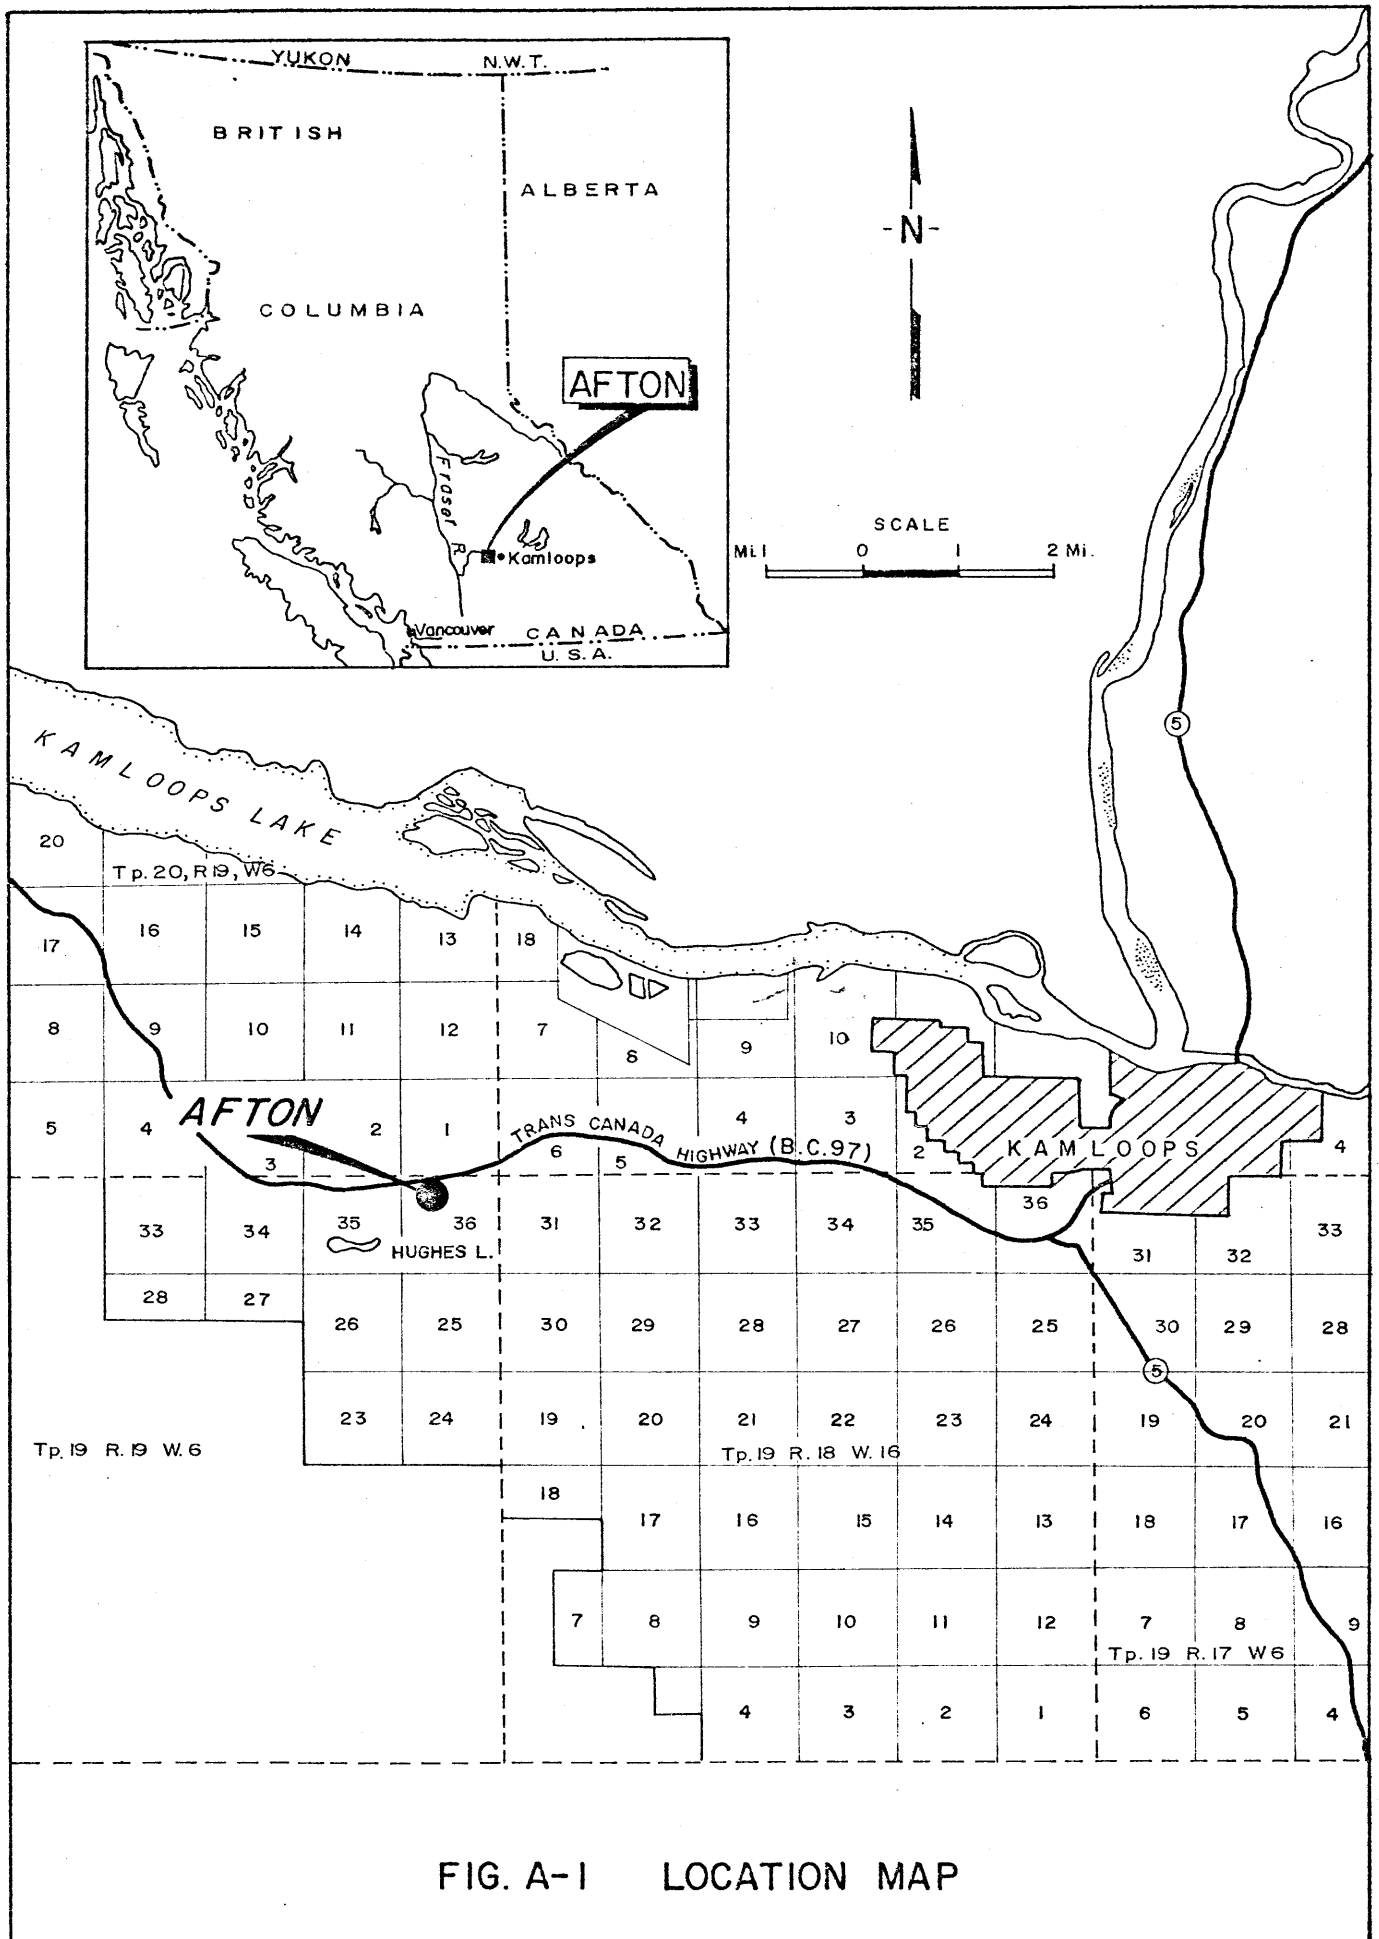 YUKON N.W.T.
BRITISH
ALBERTA
-N-
COLUMBIA
AFTON
Fraser R.
SCALE
Mi. 1 0 1 2 Mi.
Kamloops
Vancouver CANADA
U.S.A.
5
KAMLOOPS LAKE
20
Tp. 20, R19, W6
17 16 15 14 13 18
8 9 10 11 12 7 8 9 10
AFTON
5 4 3 2 1 6 5 4 3 2 4
TRANS CANADA HIGHWAY (B.C. 97)
KAMLOOPS
33 34 35 36 31 32 33 34 35 36 31 32 33
HUGHES L.
28 27 26 25 30 29 28 27 26 25 30 29 28
5
23 24 19 20 21 22 23 24 19 20 21
Tp. 19 R. 19 W. 6
Tp. 19 R. 18 W. 16
18 17 16 15 14 13 18 17 16
7 8 9 10 11 12 7 8 9
Tp. 19 R. 17 W6
4 3 2 1 6 5 4
FIG. A-1 LOCATION MAP